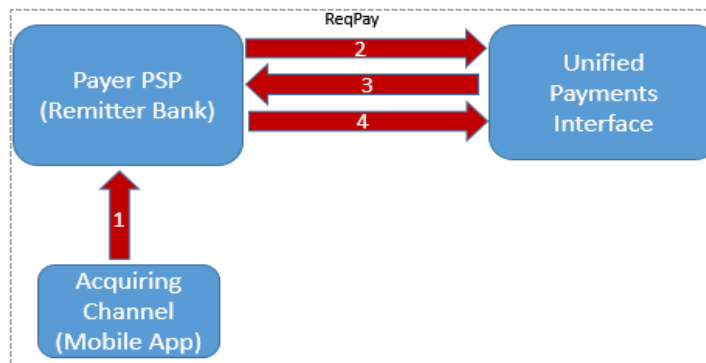 ReqPay
2
Payer PSP
(Remitter Bank)
3
4
Unified
Payments
Interface
1
Acquiring
Channel
(Mobile App)